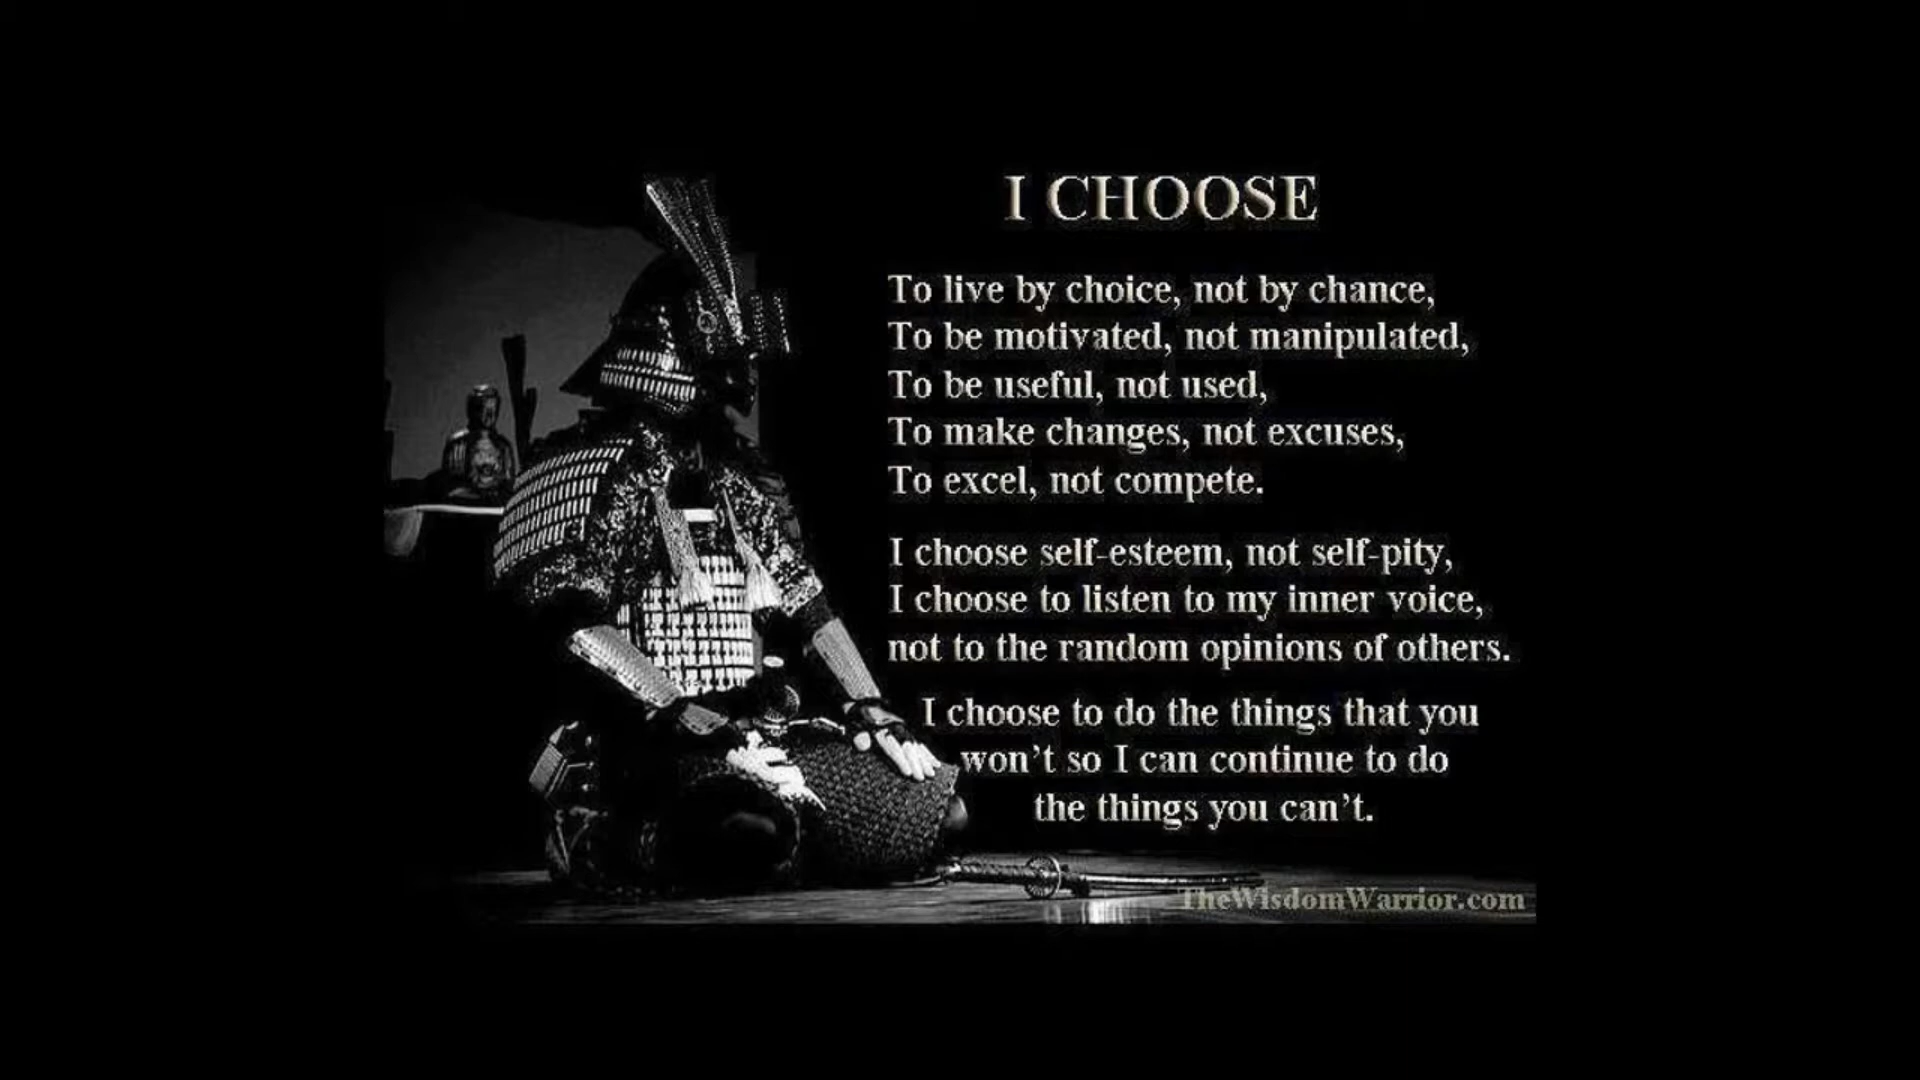 I CHOOSE
To live by choice, not by chance,
To be motivated, not manipulated,
To be useful, not used,
To make changes, not excuses,
To excel, not compete.
I choose self-esteem, not self-pity,
I choose to listen to my inner voice,
not to the random opinions of others.
I choose to do the things that you
won’t so I can continue to do
the things you can’t.
TheWisdomWarrior.com